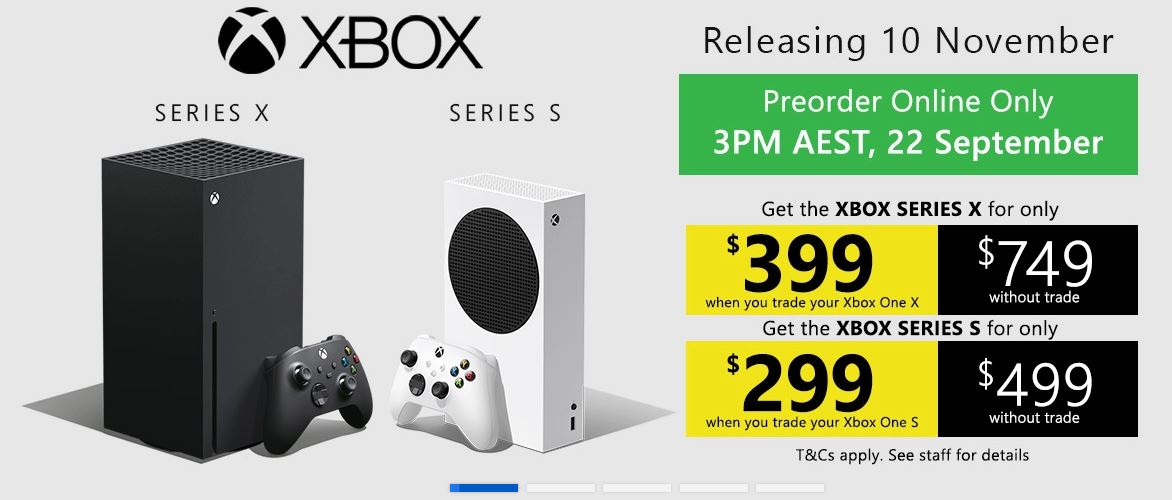 XBOX
SERIES X
SERIES S
Releasing 10 November
Preorder Online Only
3PM AEST, 22 September
Get the XBOX SERIES X for only
$399
when you trade your Xbox One X
$749
without trade
Get the XBOX SERIES S for only
$299
when you trade your Xbox One S
$499
without trade
T&Cs apply. See staff for details